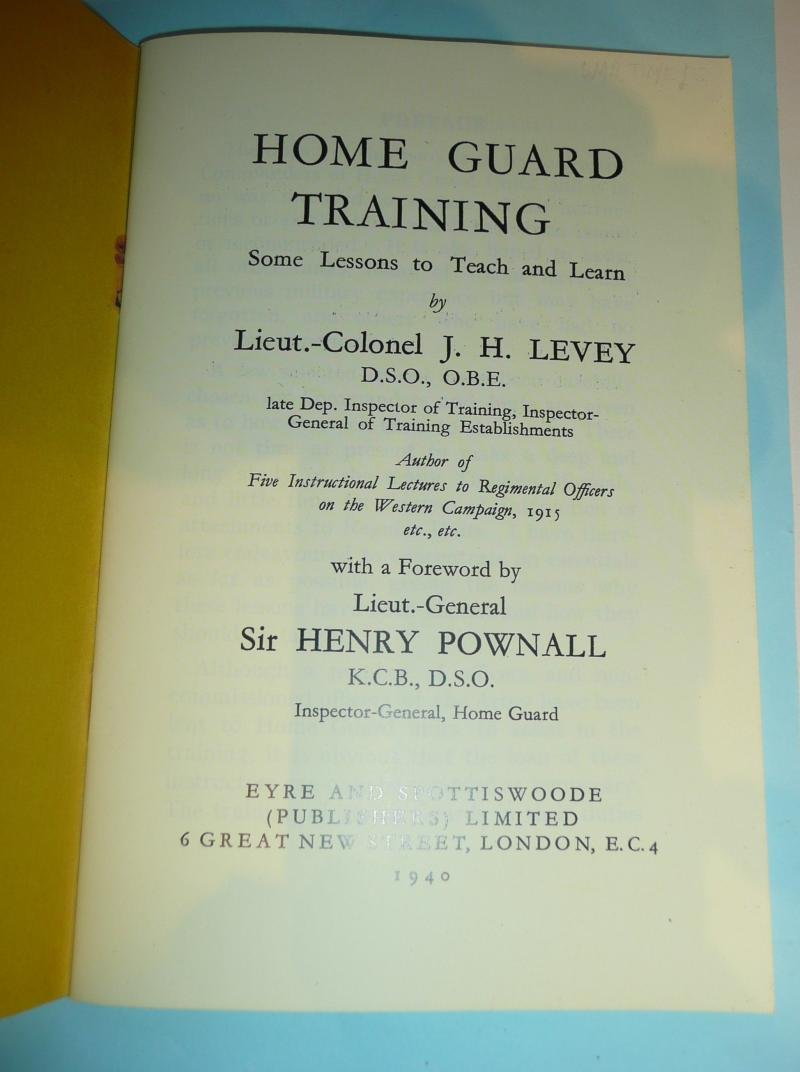 HOME GUARD
TRAINING
Some Lessons to Teach and Learn
by
Lieut.-Colonel J. H. LEVEY
D.S.O., O.B.E.
late Dep. Inspector of Training, Inspector-
General of Training Establishments
Author of
Five Instructional Lectures to Regimental Officers
on the Western Campaign, 1915
etc., etc.
with a Foreword by
Lieut.-General
Sir HENRY POWNALL
K.C.B., D.S.O.
Inspector-General, Home Guard
EYRE AND SPOTTISWOODE
(PUBLISHERS) LIMITED
6 GREAT NEW STREET, LONDON, E.C.4
1940